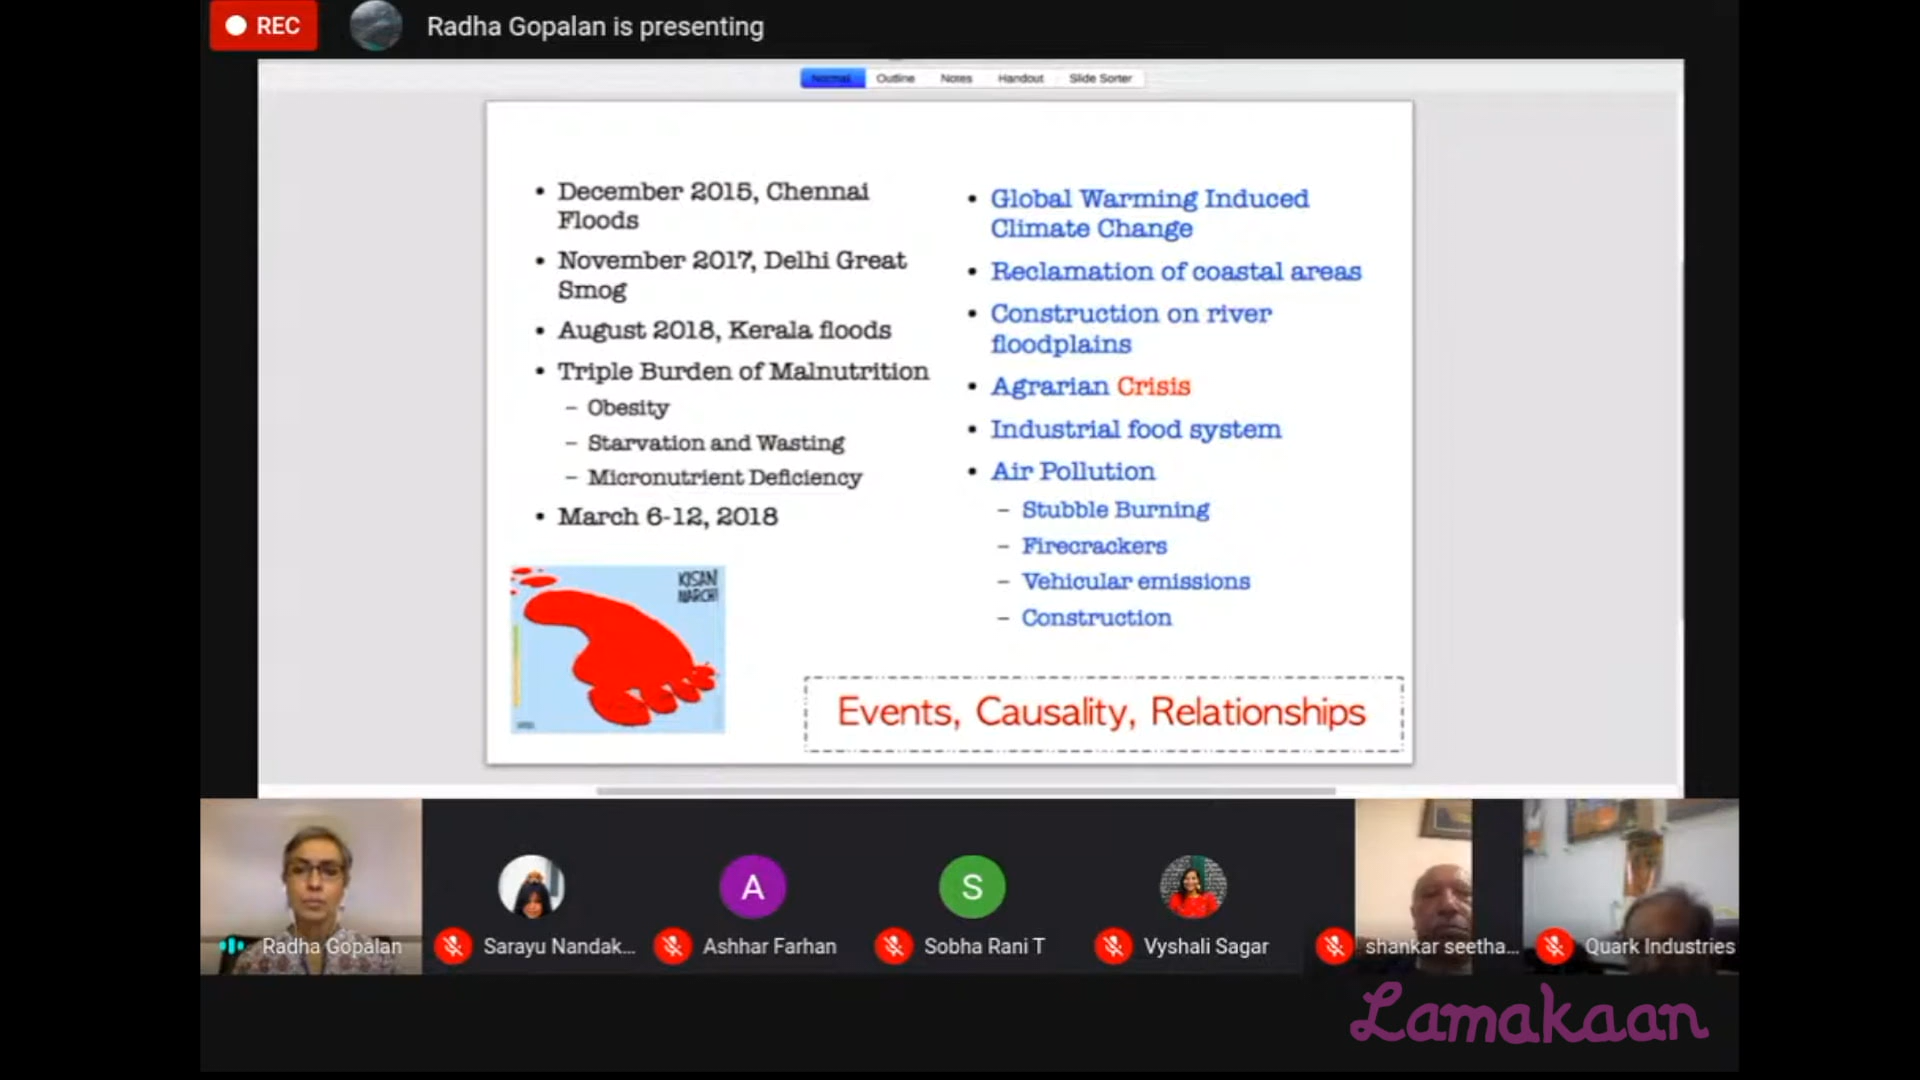 REC
Radha Gopalan is presenting
Normal Outline Notes Handout Slide Sorter
• December 2015, Chennai
Floods
• November 2017, Delhi Great
Smog
• August 2018, Kerala floods
• Triple Burden of Malnutrition
– Obesity
– Starvation and Wasting
– Micronutrient Deficiency
• March 6-12, 2018
KISAN
MARCH!
• Global Warming Induced
Climate Change
• Reclamation of coastal areas
• Construction on river
floodplains
• Agrarian Crisis
• Industrial food system
• Air Pollution
– Stubble Burning
– Firecrackers
– Vehicular emissions
– Construction
Events, Causality, Relationships
A
S
Radha Gopalan
Sarayu Nandak...
Ashhar Farhan
Sobha Rani T
Vyshali Sagar
shankar seetha...
Quark Industries
Lamakaan